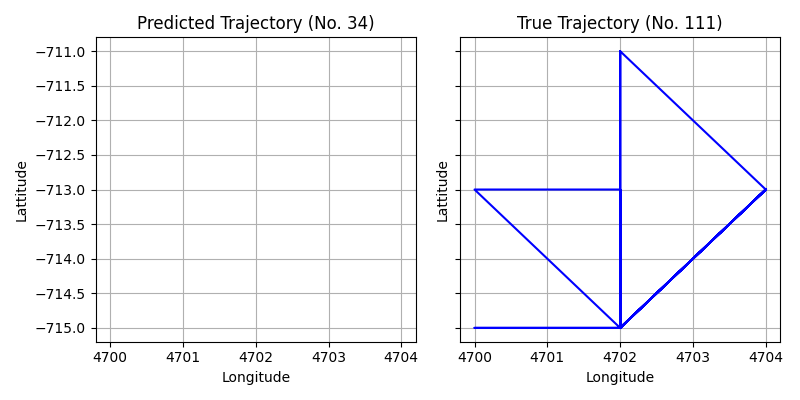 Predicted Trajectory (No. 34)
Lattitude
−711.0
−711.5
−712.0
−712.5
−713.0
−713.5
−714.0
−714.5
−715.0
4700 4701 4702 4703 4704
Longitude
True Trajectory (No. 111)
Lattitude
4700 4701 4702 4703 4704
Longitude